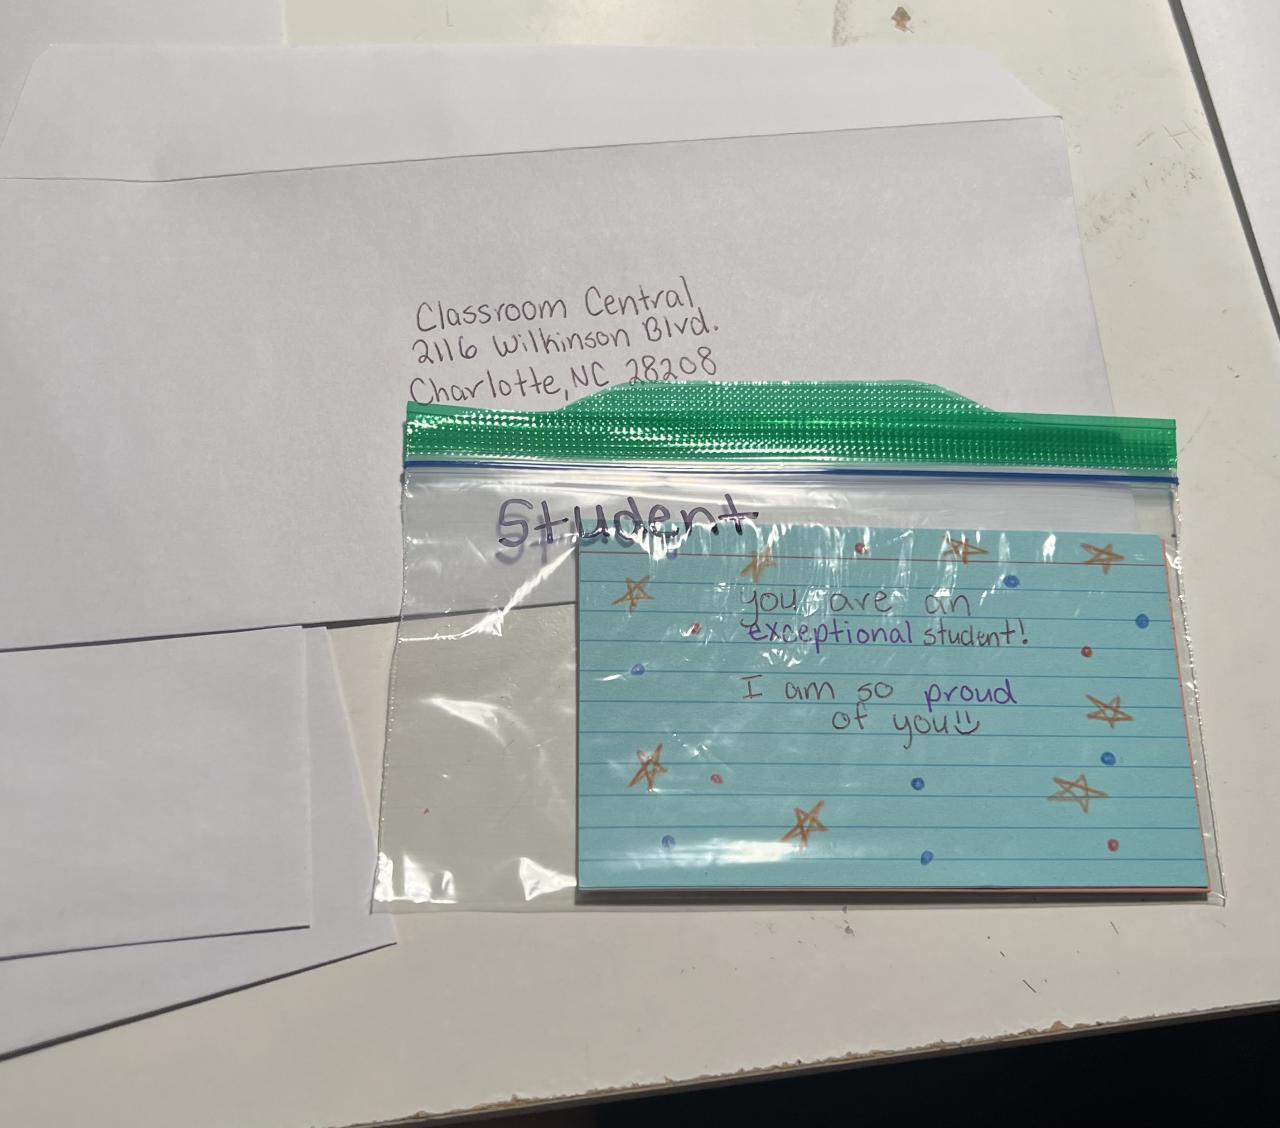 Classroom Central
2116 Wilkinson Blvd.
Charlotte, NC 28208
Student
you are an
exceptional student!
I am so proud
of you